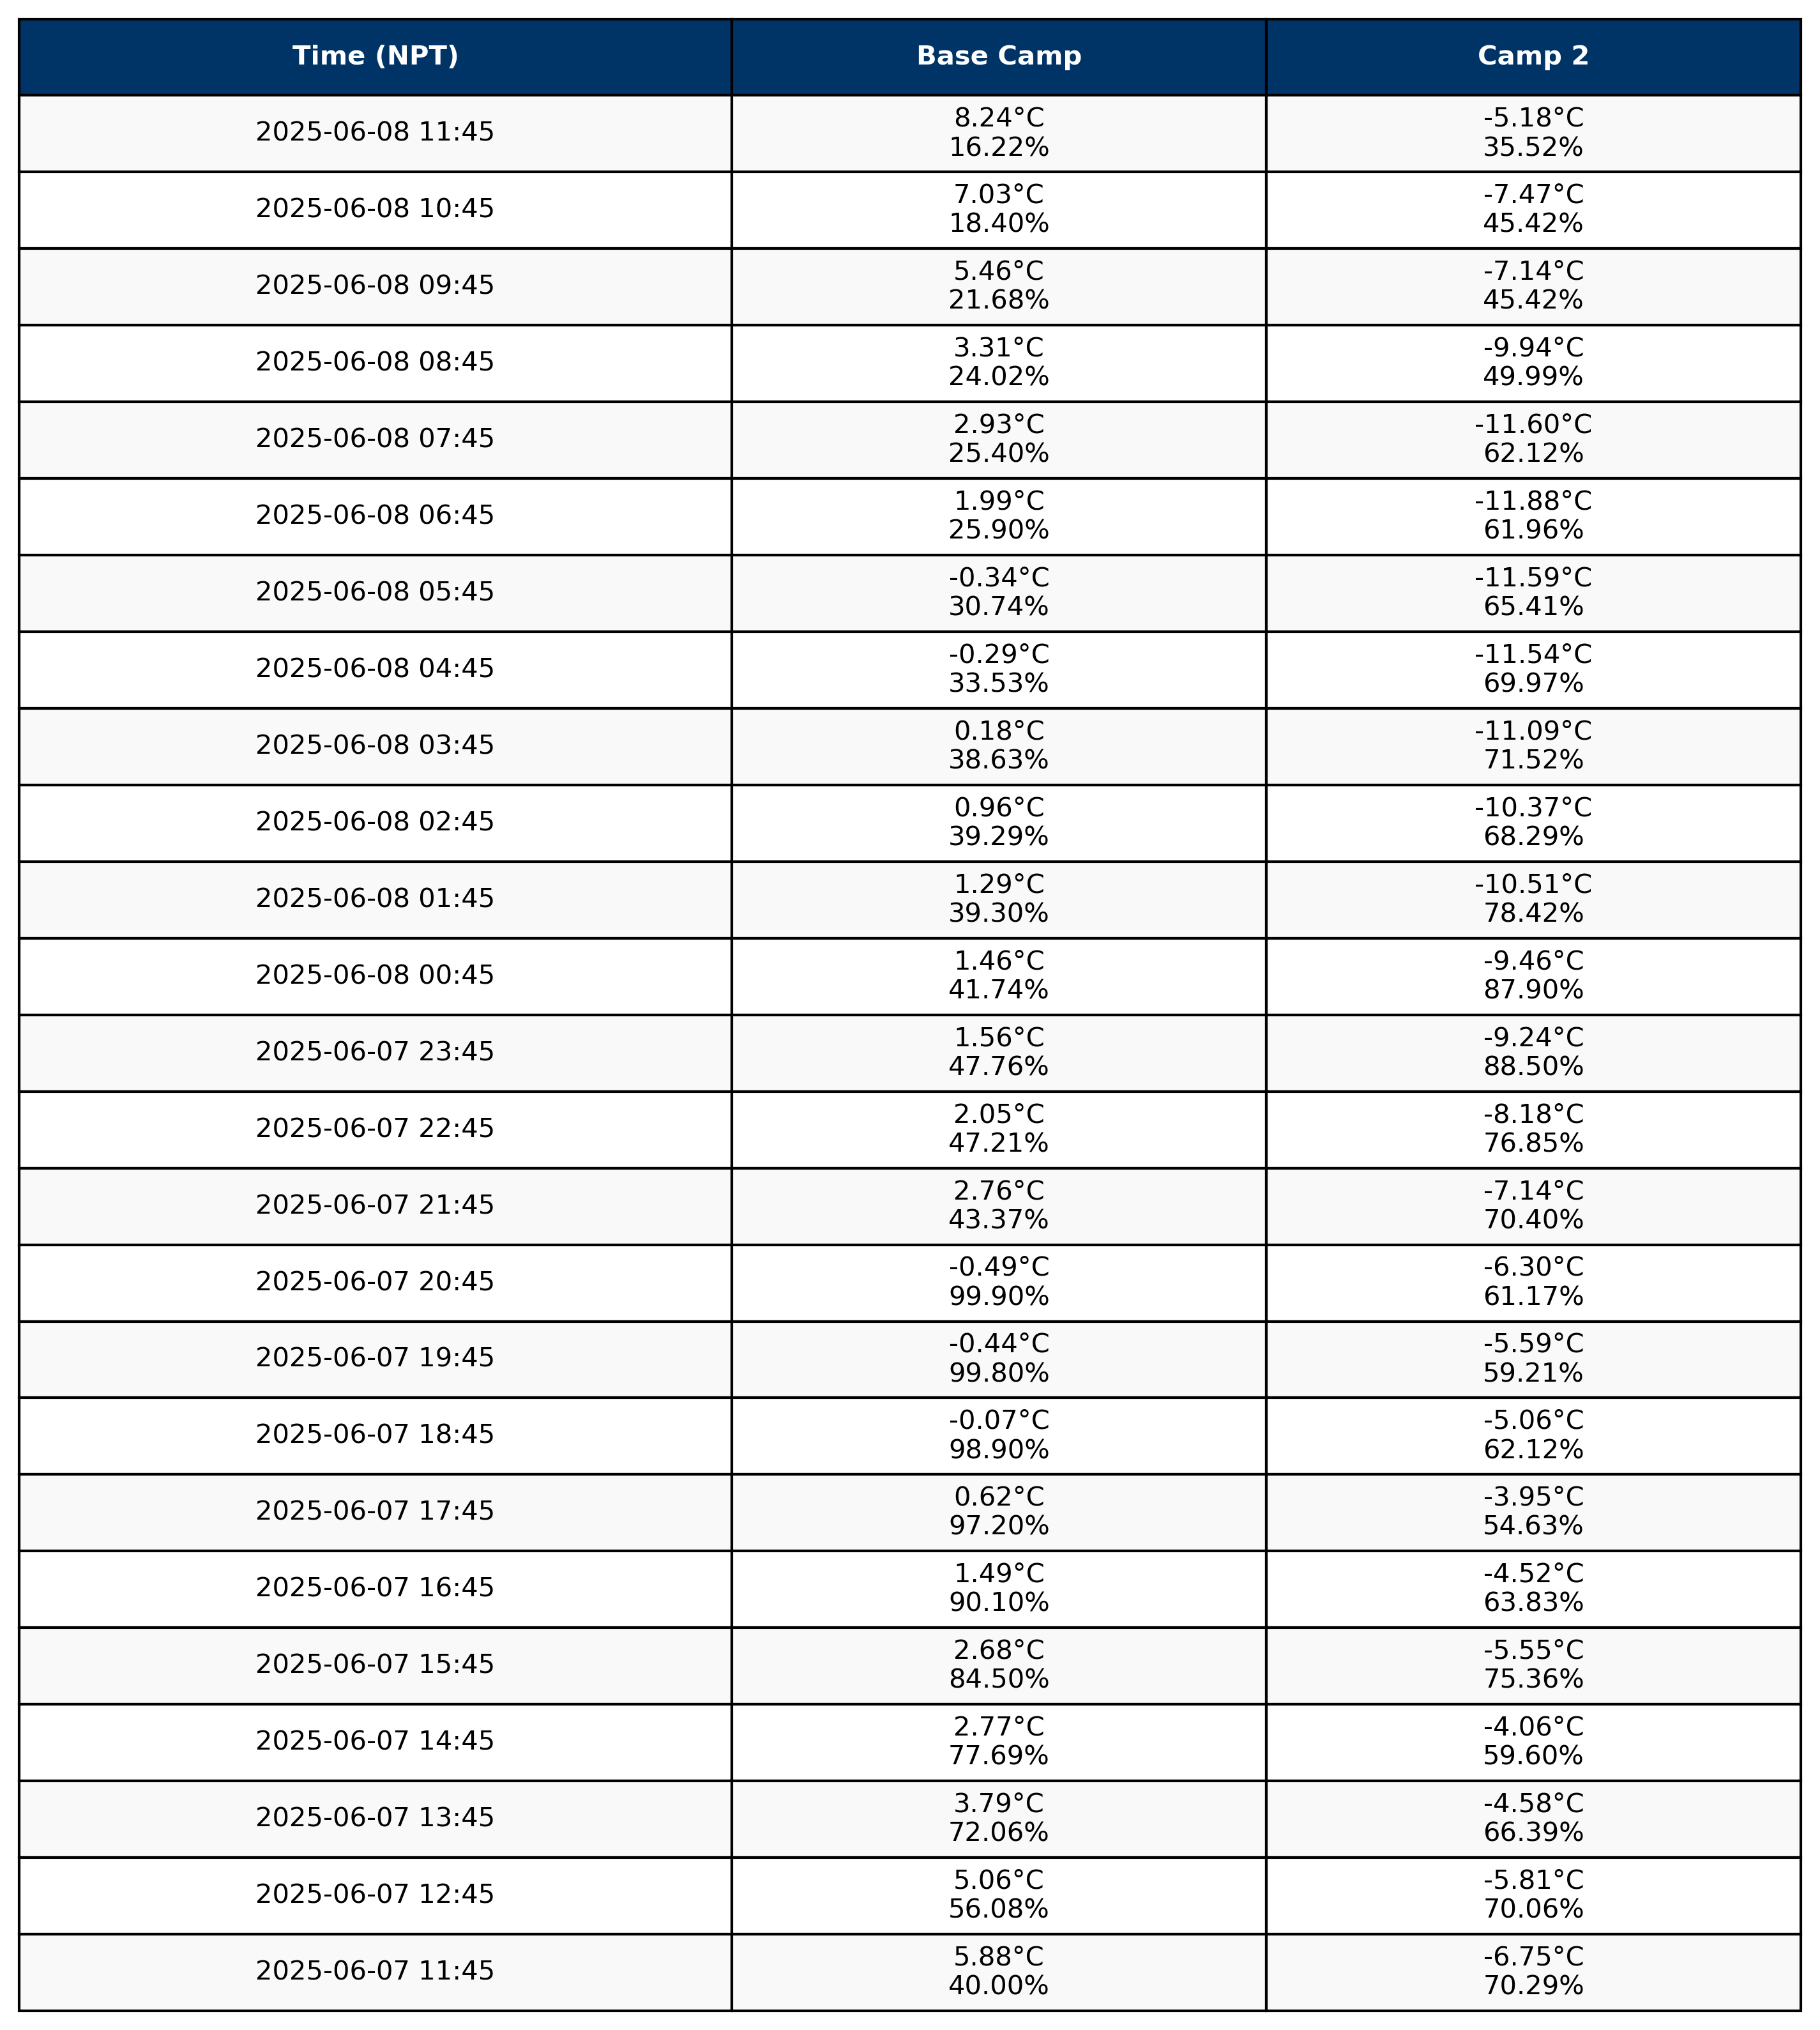 Time (NPT) Base Camp Camp 2
2025-06-08 11:45
8.24°C
16.22%
-5.18°C
35.52%
2025-06-08 10:45
7.03°C
18.40%
-7.47°C
45.42%
2025-06-08 09:45
5.46°C
21.68%
-7.14°C
45.42%
2025-06-08 08:45
3.31°C
24.02%
-9.94°C
49.99%
2025-06-08 07:45
2.93°C
25.40%
-11.60°C
62.12%
2025-06-08 06:45
1.99°C
25.90%
-11.88°C
61.96%
2025-06-08 05:45
-0.34°C
30.74%
-11.59°C
65.41%
2025-06-08 04:45
-0.29°C
33.53%
-11.54°C
69.97%
2025-06-08 03:45
0.18°C
38.63%
-11.09°C
71.52%
2025-06-08 02:45
0.96°C
39.29%
-10.37°C
68.29%
2025-06-08 01:45
1.29°C
39.30%
-10.51°C
78.42%
2025-06-08 00:45
1.46°C
41.74%
-9.46°C
87.90%
2025-06-07 23:45
1.56°C
47.76%
-9.24°C
88.50%
2025-06-07 22:45
2.05°C
47.21%
-8.18°C
76.85%
2025-06-07 21:45
2.76°C
43.37%
-7.14°C
70.40%
2025-06-07 20:45
-0.49°C
99.90%
-6.30°C
61.17%
2025-06-07 19:45
-0.44°C
99.80%
-5.59°C
59.21%
2025-06-07 18:45
-0.07°C
98.90%
-5.06°C
62.12%
2025-06-07 17:45
0.62°C
97.20%
-3.95°C
54.63%
2025-06-07 16:45
1.49°C
90.10%
-4.52°C
63.83%
2025-06-07 15:45
2.68°C
84.50%
-5.55°C
75.36%
2025-06-07 14:45
2.77°C
77.69%
-4.06°C
59.60%
2025-06-07 13:45
3.79°C
72.06%
-4.58°C
66.39%
2025-06-07 12:45
5.06°C
56.08%
-5.81°C
70.06%
2025-06-07 11:45
5.88°C
40.00%
-6.75°C
70.29%